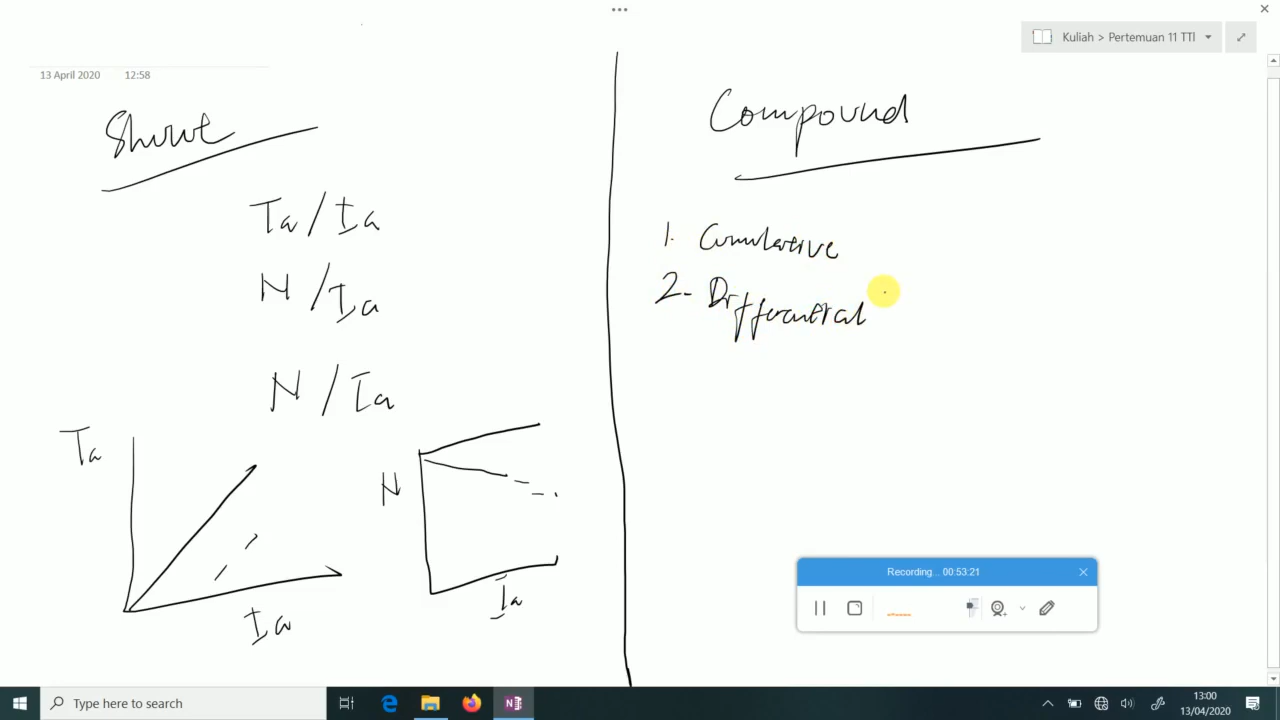 Kuliah > Pertemuan 11 TTI
13 April 2020 12:58
Shunt
Ta/Ia
N/Ia
N/Ia
Ta
Ia
N
Ia
Compound
1. Cumulative
2. Differential
Recording... 00:53:21
Type here to search
13:00
13/04/2020